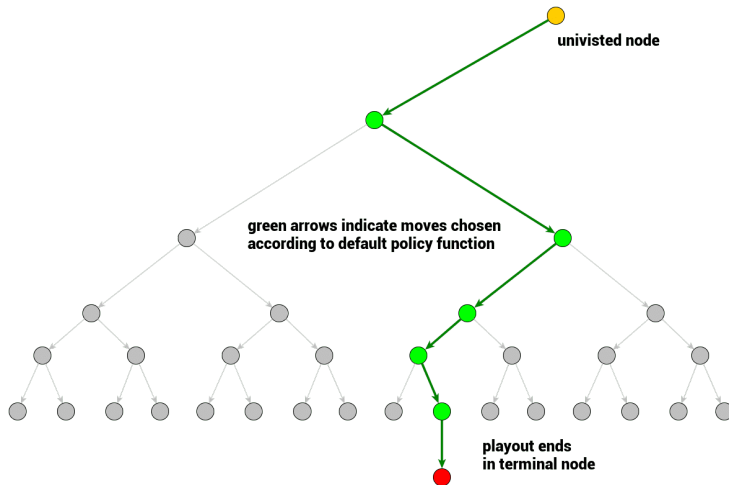 univisted node
green arrows indicate moves chosen
according to default policy function
playout ends
in terminal node